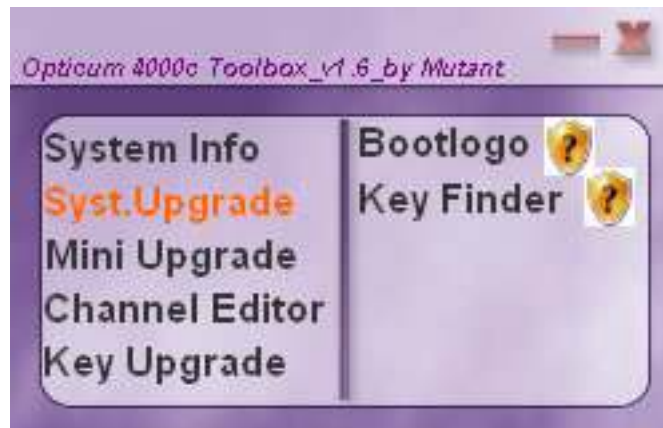 Opticum 4000c Toolbox_v1.6_by Mutant
System Info
Syst.Upgrade
Mini Upgrade
Channel Editor
Key Upgrade
Bootlogo ?
Key Finder ?